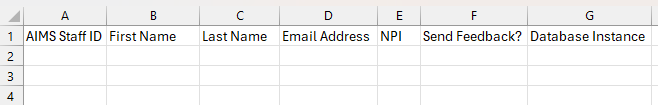 A B C D E F G
1 AIMS Staff ID First Name Last Name Email Address NPI Send Feedback? Database Instance
2
3
4